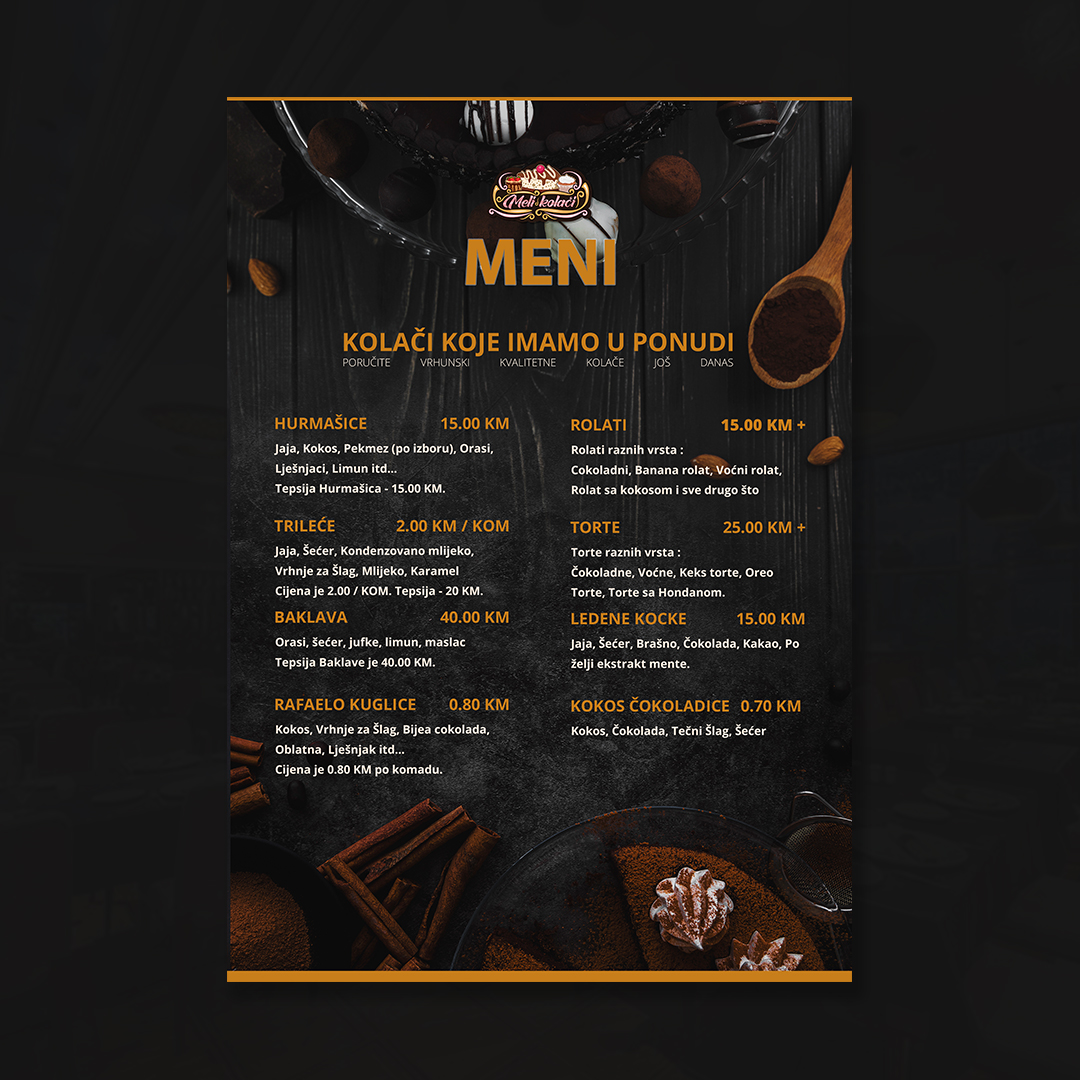 Meli kolači
MENI
KOLAČI KOJE IMAMO U PONUDI
PORUČITE VRHUNSKI KVALITETNE KOLAČE JOŠ DANAS
HURMAŠICE 15.00 KM
Jaja, Kokos, Pekmez (po izboru), Orasi,
Lješnjaci, Limun itd...
Tepsija Hurmašica - 15.00 KM.
TRILEĆE 2.00 KM / KOM
Jaja, Šećer, Kondenzovano mlijeko,
Vrhnje za Šlag, Mlijeko, Karamel
Cijena je 2.00 / KOM. Tepsija - 20 KM.
BAKLAVA 40.00 KM
Orasi, šećer, jufke, limun, maslac
Tepsija Baklave je 40.00 KM.
RAFAELO KUGLICE 0.80 KM
Kokos, Vrhnje za Šlag, Bijea cokolada,
Oblatna, Lješnjak itd...
Cijena je 0.80 KM po komadu.
ROLATI 15.00 KM +
Rolati raznih vrsta :
Cokoladni, Banana rolat, Voćni rolat,
Rolat sa kokosom i sve drugo što
TORTE 25.00 KM +
Torte raznih vrsta :
Čokoladne, Voćne, Keks torte, Oreo
Torte, Torte sa Hondanom.
LEDENE KOCKE 15.00 KM
Jaja, Šećer, Brašno, Čokolada, Kakao, Po
želji ekstrakt mente.
KOKOS ČOKOLADICE 0.70 KM
Kokos, Čokolada, Tečni Šlag, Šećer